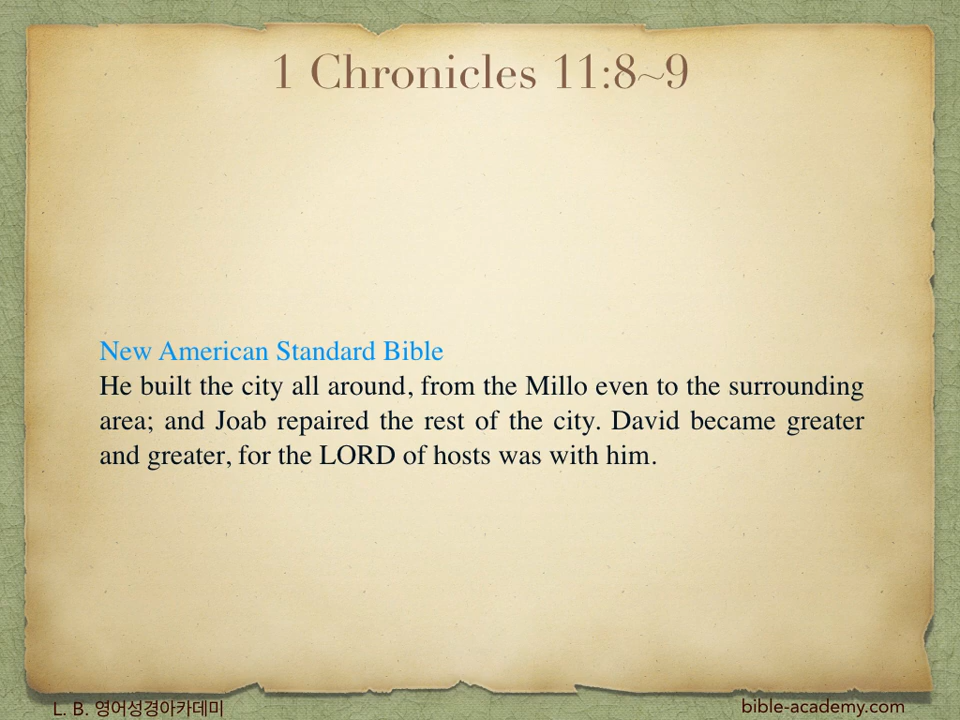 1 Chronicles 11:8~9
New American Standard Bible
He built the city all around, from the Millo even to the surrounding
area; and Joab repaired the rest of the city. David became greater
and greater, for the LORD of hosts was with him.
L. B. 영어성경아카데미
bible-academy.com